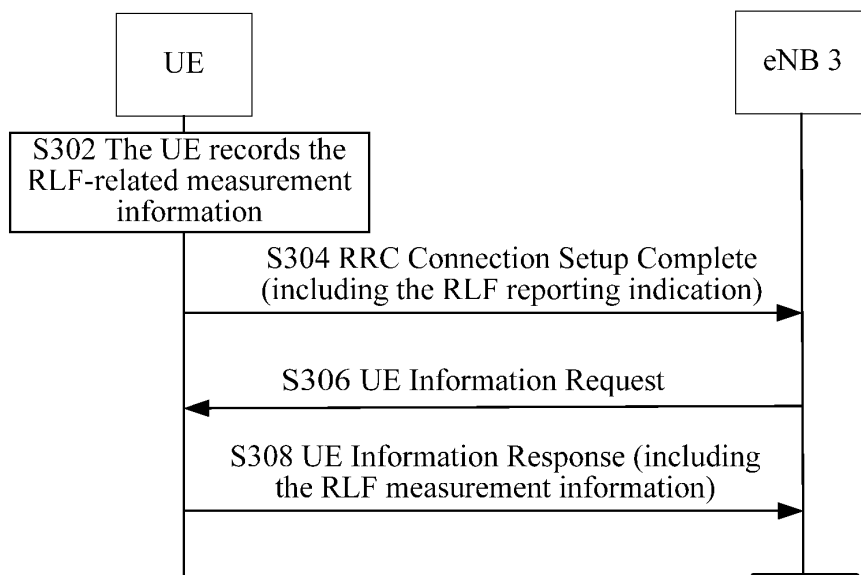 UE
eNB 3
S302 The UE records the
RLF-related measurement
information
S304 RRC Connection Setup Complete
(including the RLF reporting indication)
S306 UE Information Request
S308 UE Information Response (including
the RLF measurement information)